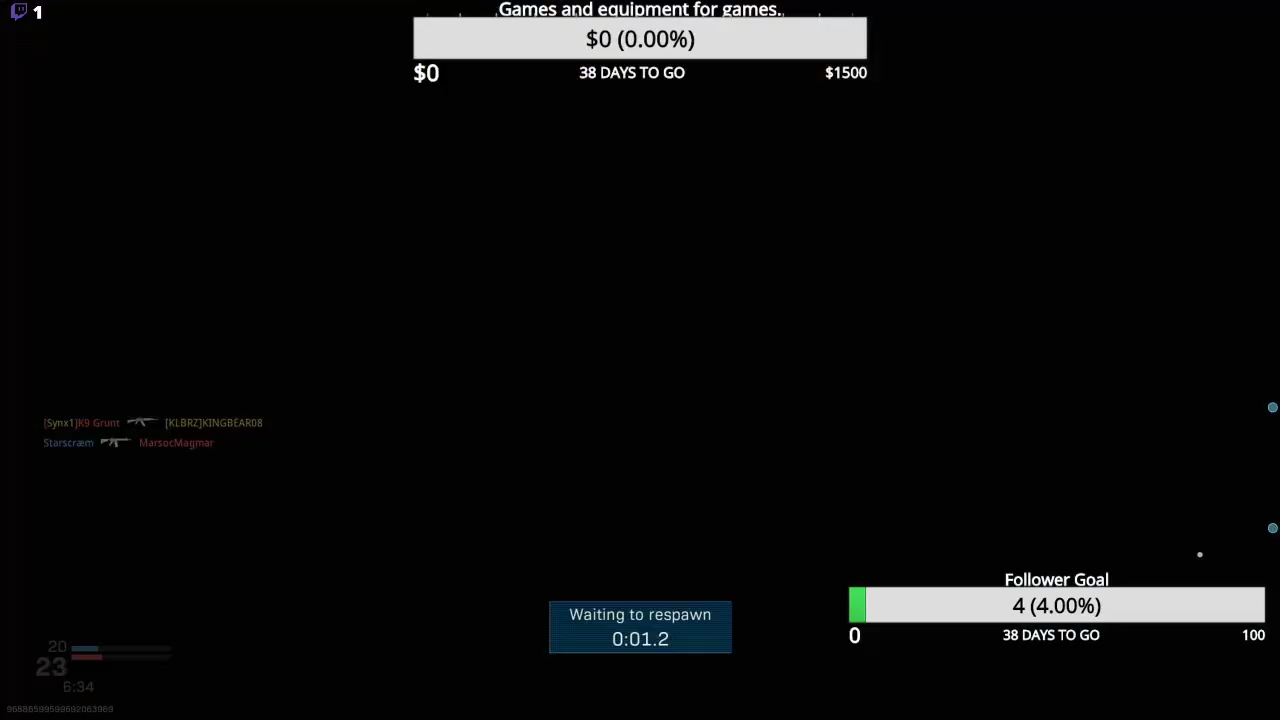 1
Games and equipment for games.
$0 (0.00%)
$0 38 DAYS TO GO $1500
[Synx1]K9 Grunt [KLBRZ]KINGBEAR08
Starscræm MarsocMagmar
Follower Goal
4 (4.00%)
0 38 DAYS TO GO 100
Waiting to respawn
0:01.2
20
23
6:34